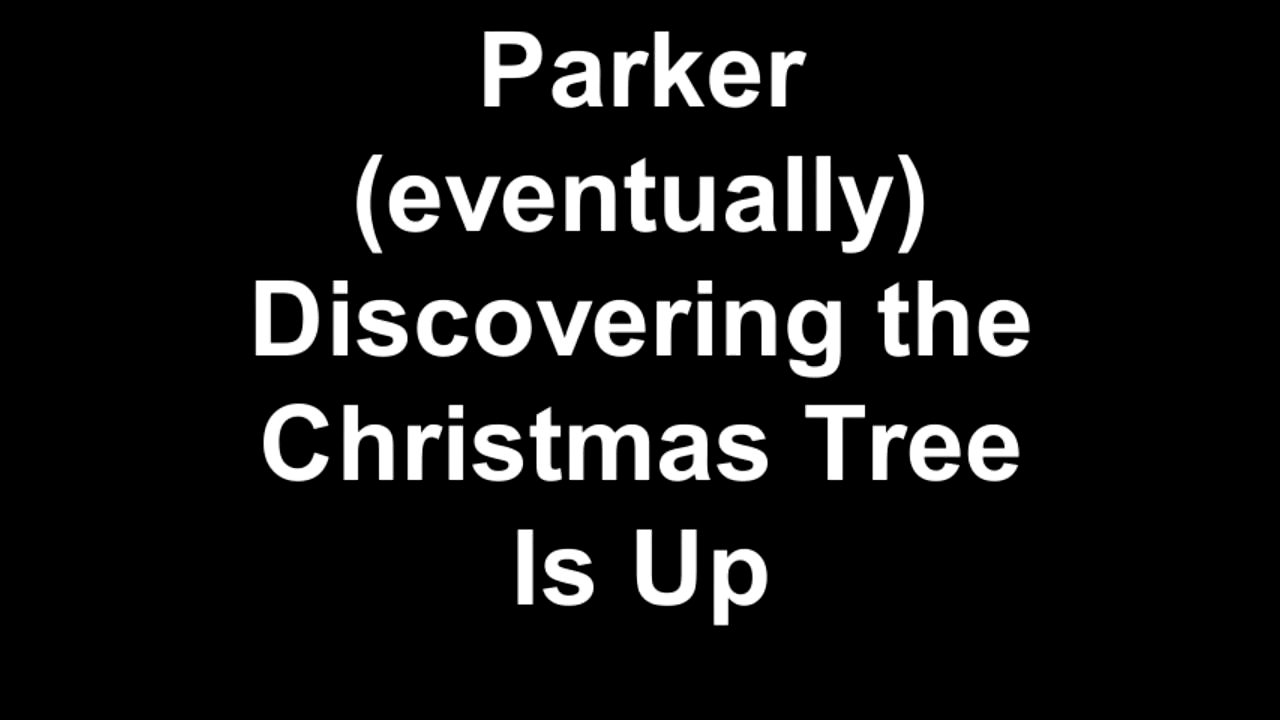 Parker
(eventually)
Discovering the
Christmas Tree
Is Up